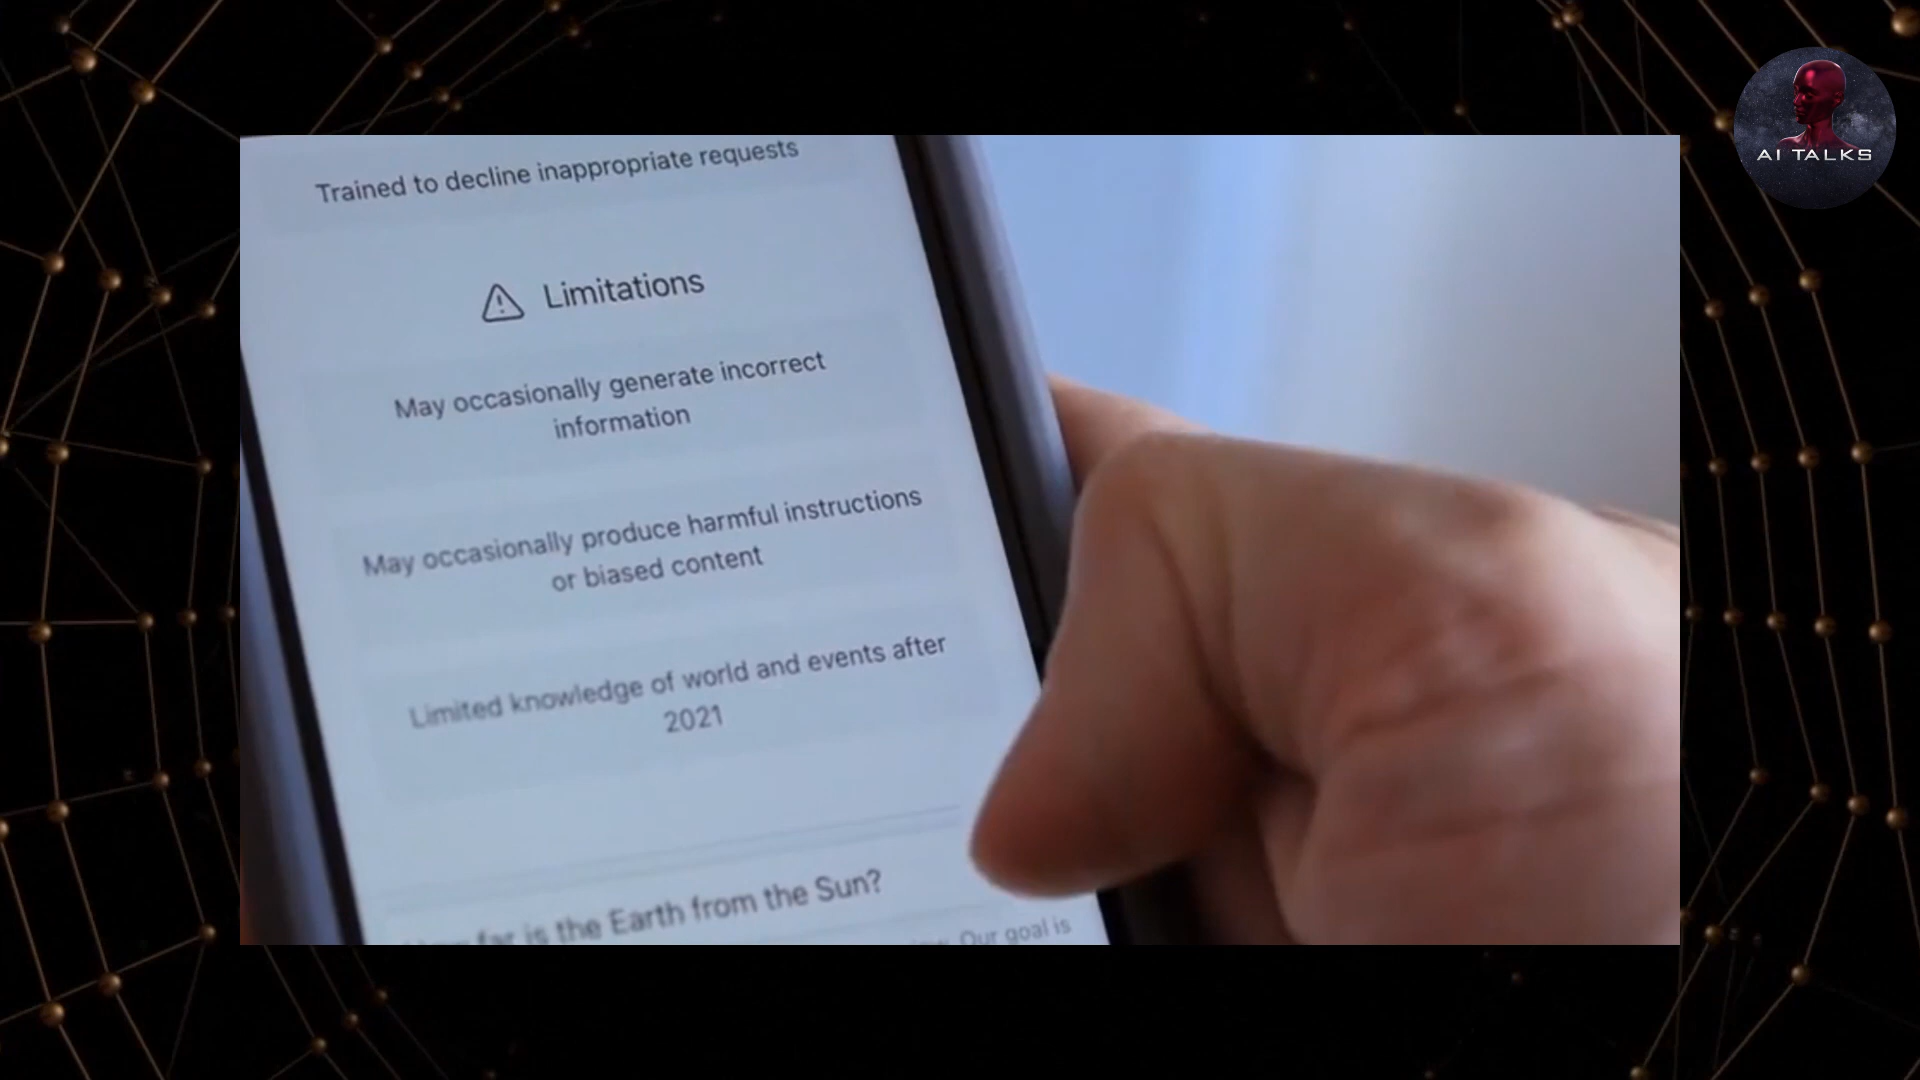 Trained to decline inappropriate requests
Limitations
May occasionally generate incorrect
information
May occasionally produce harmful instructions
or biased content
Limited knowledge of world and events after
2021
far is the Earth from the Sun?
Our goal is
AI TALKS